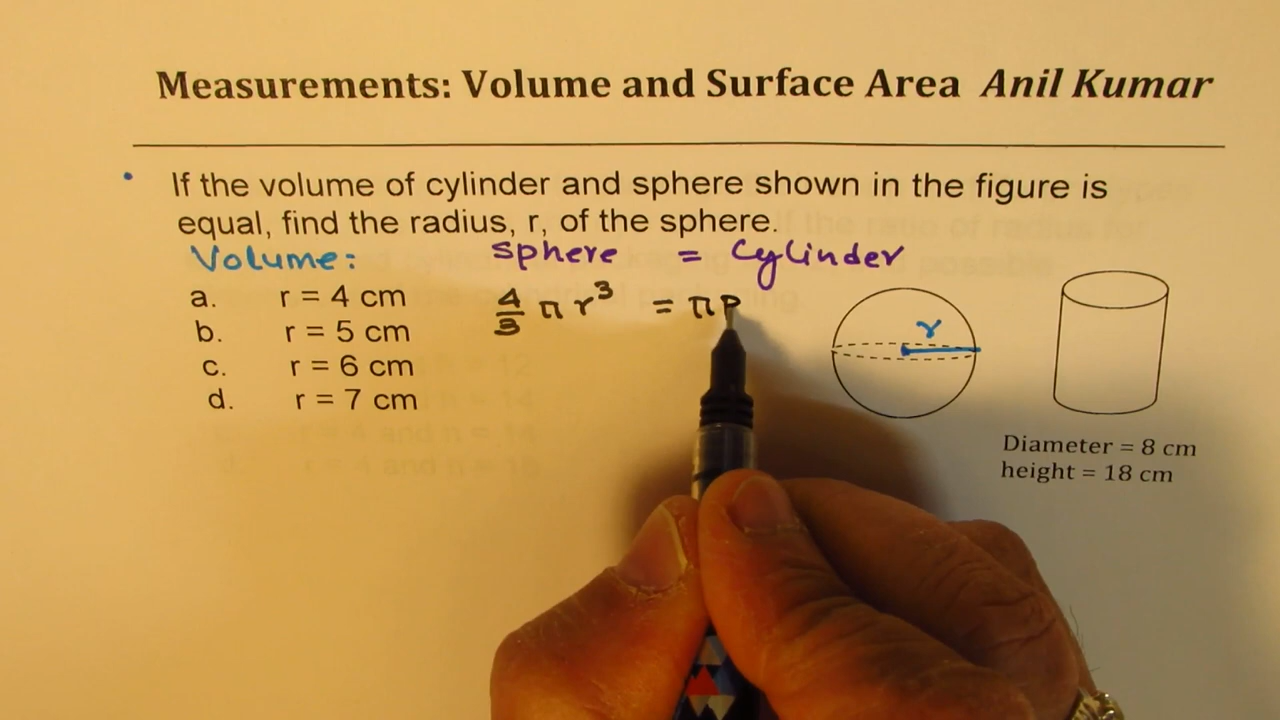 Measurements: Volume and Surface Area Anil Kumar
If the volume of cylinder and sphere shown in the figure is
equal, find the radius, r, of the sphere.
Volume: sphere = Cylinder
a. r = 4 cm
4/3 π r³ = π
b. r = 5 cm
c. r = 6 cm
d. r = 7 cm
r
Diameter = 8 cm
height = 18 cm